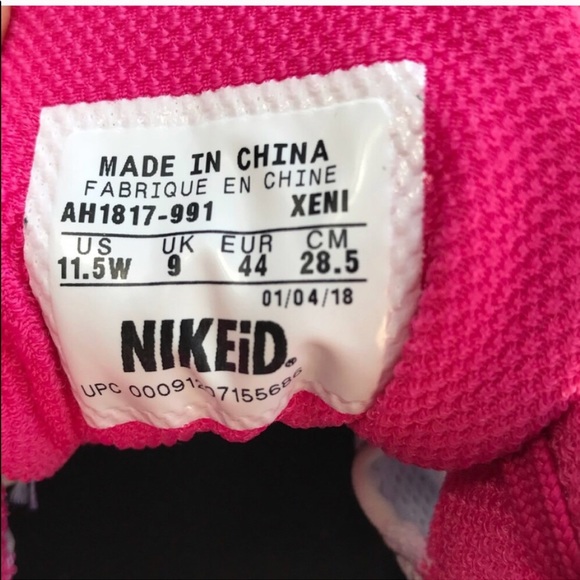 MADE IN CHINA
FABRIQUE EN CHINE
AH1817-991 XENI
US UK EUR CM
11.5W 9 44 28.5
01/04/18
NIKEiD®
UPC